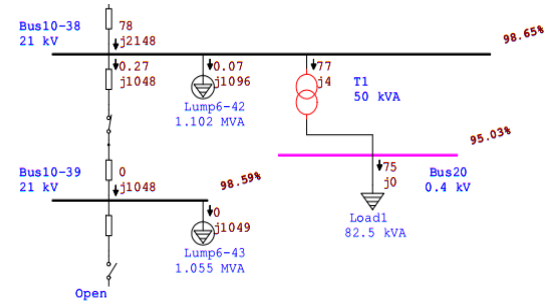 78
Bus10-38
j2148
21 kV
98.65%
0.27
0.07
77
j1048
j1096
j4
T1
50 kVA
Lump6-42
1.102 MVA
95.03%
0
75
Bus10-39
98.59%
Bus20
21 kV
j1048
j0
0.4 kV
0
j1049
Load1
82.5 kVA
Lump6-43
1.055 MVA
Open